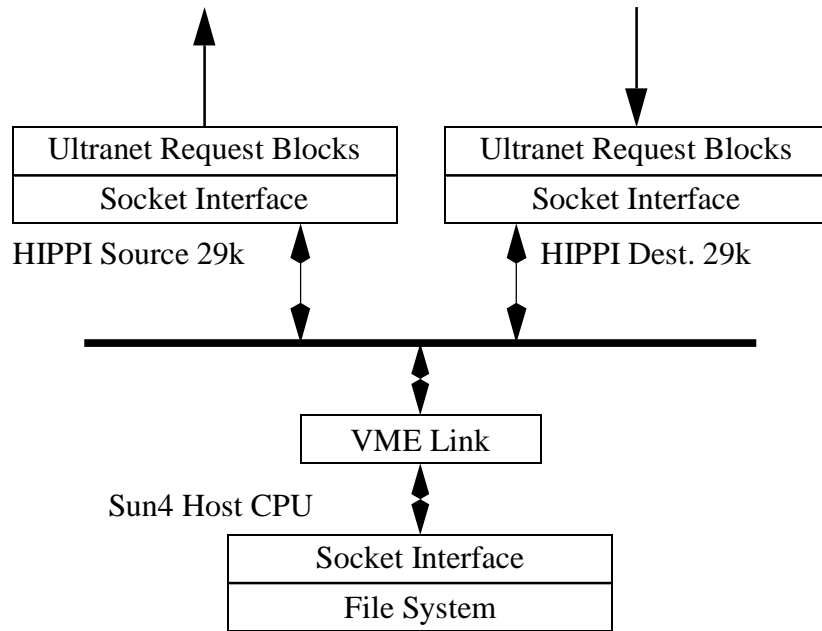 Ultranet Request Blocks
Socket Interface
HIPPI Source 29k
Ultranet Request Blocks
Socket Interface
HIPPI Dest. 29k
VME Link
Sun4 Host CPU
Socket Interface
File System